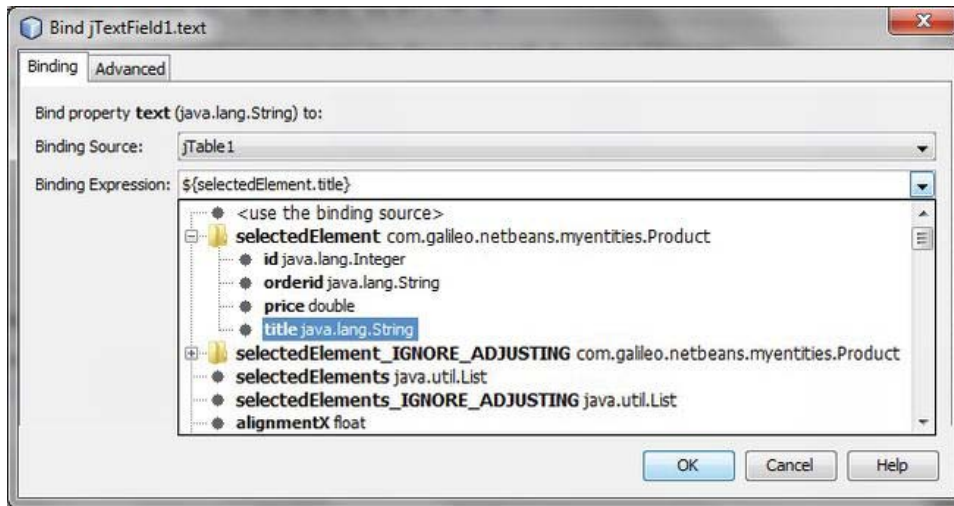 Bind jTextField1.text
Binding Advanced
Bind property text (java.lang.String) to:
Binding Source: jTable1
Binding Expression: ${selectedElement.title}
<use the binding source>
selectedElement com.galileo.netbeans.myentities.Product
id java.lang.Integer
orderid java.lang.String
price double
title java.lang.String
selectedElement_IGNORE_ADJUSTING com.galileo.netbeans.myentities.Product
selectedElements java.util.List
selectedElements_IGNORE_ADJUSTING java.util.List
alignmentX float
OK Cancel Help